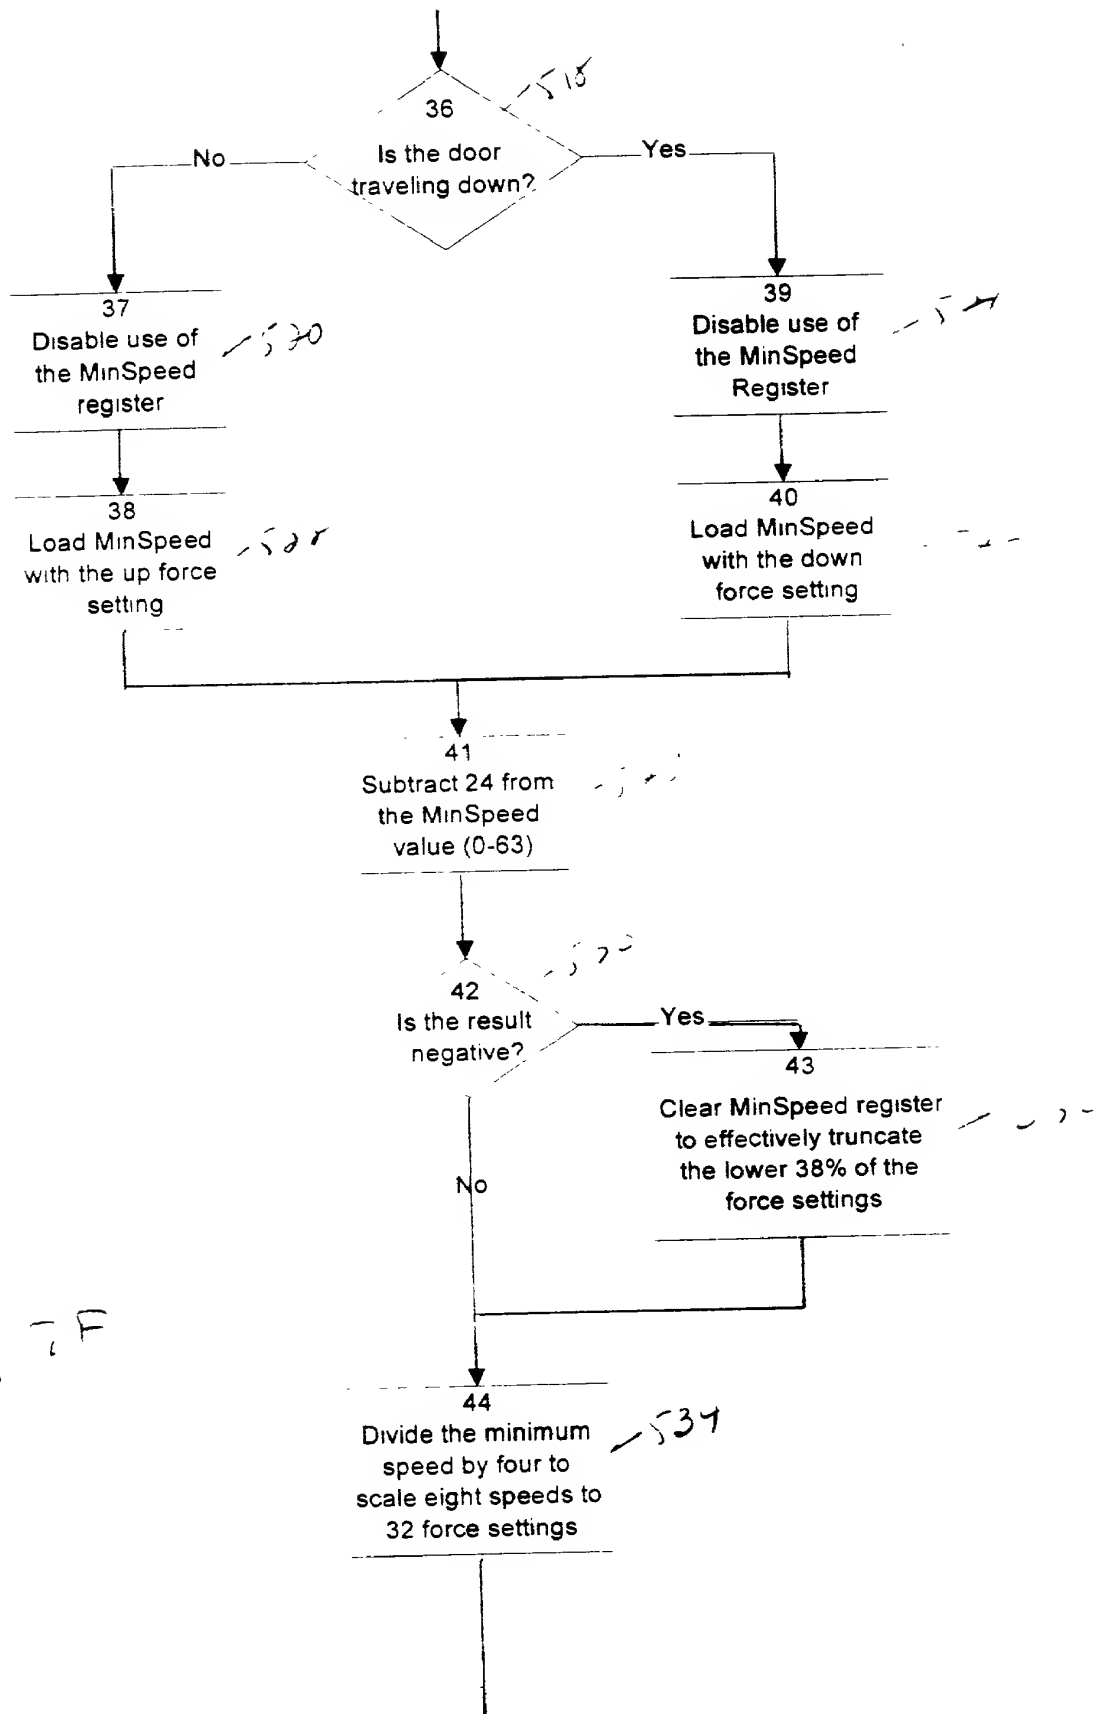 36
Is the door
traveling down?
No
Yes
37
Disable use of
the MinSpeed
register
520
39
Disable use of
the MinSpeed
Register
38
Load MinSpeed
with the up force
setting
40
Load MinSpeed
with the down
force setting
41
Subtract 24 from
the MinSpeed
value (0-63)
42
Is the result
negative?
Yes
43
Clear MinSpeed register
to effectively truncate
the lower 38% of the
force settings
No
44
Divide the minimum
speed by four to
scale eight speeds to
32 force settings
534